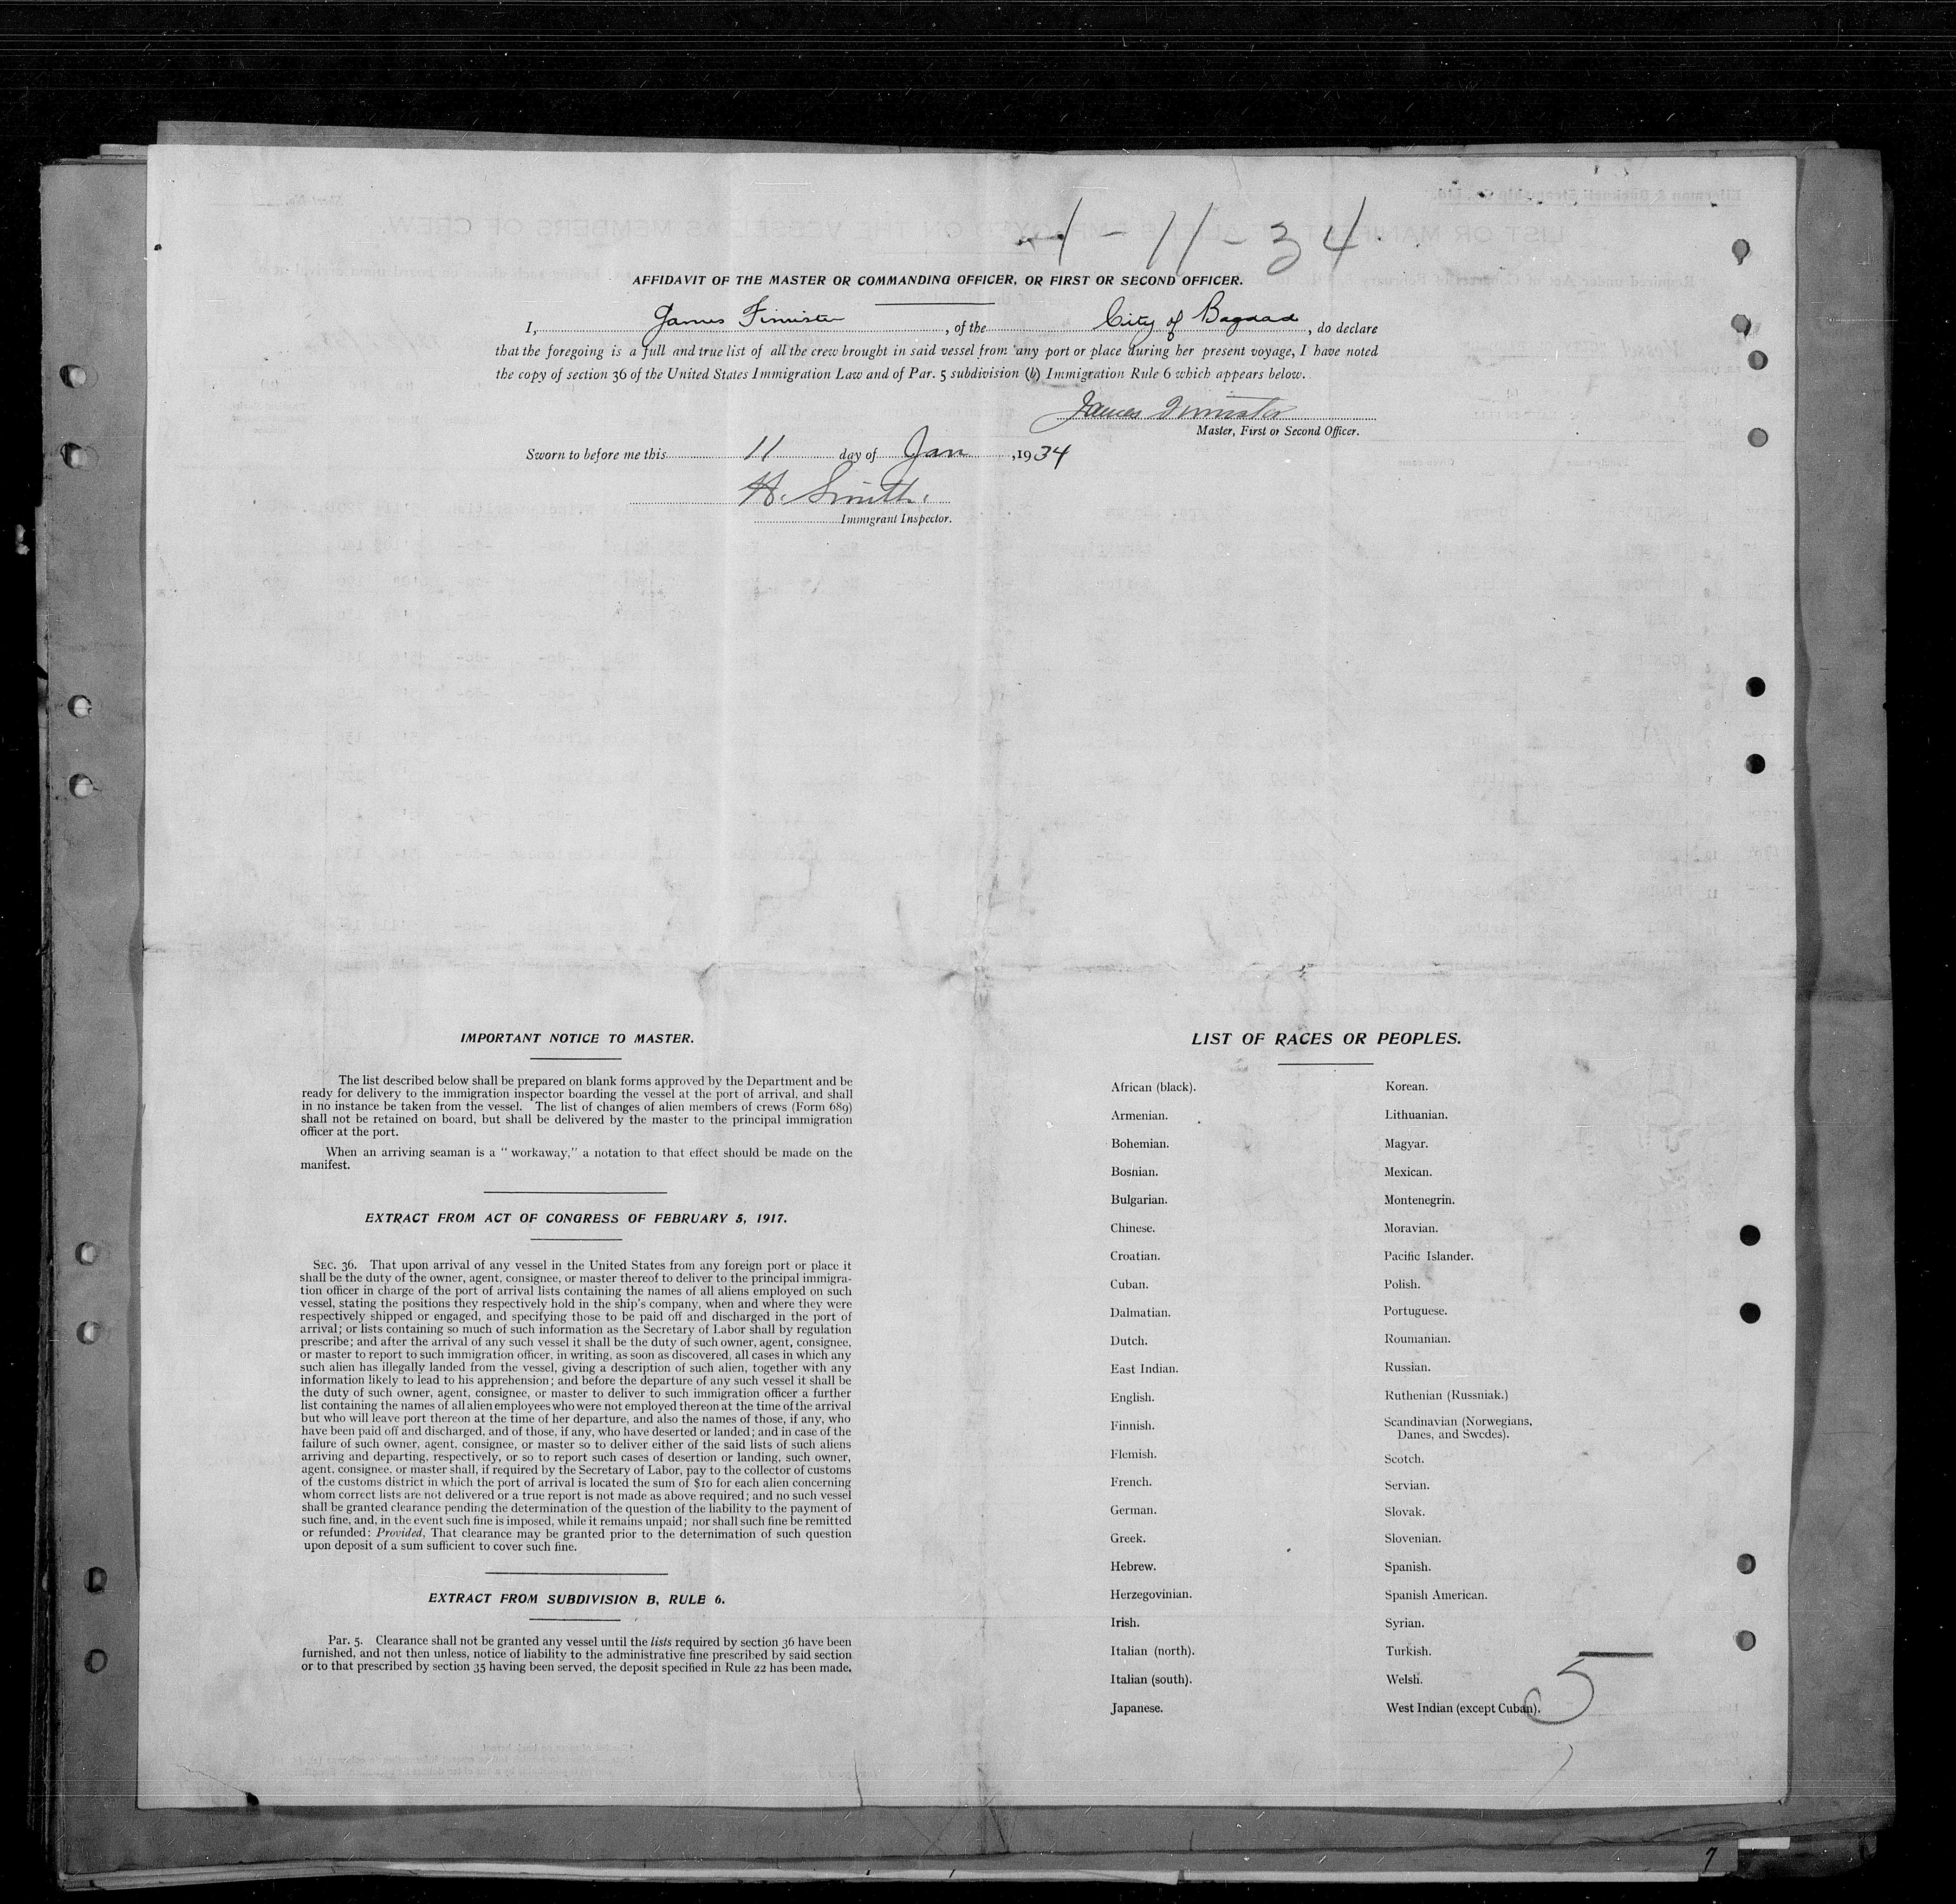 1-11-34
AFFIDAVIT OF THE MASTER OR COMMANDING OFFICER, OR FIRST OR SECOND OFFICER.
I, James Finister, of the City of Bagdad, do declare
that the foregoing is a full and true list of all the crew brought in said vessel from any port or place during her present voyage, I have noted
the copy of section 36 of the United States Immigration Law and of Par. 5 subdivision (b) Immigration Rule 6 which appears below.
James Finister
Master, First or Second Officer.
Sworn to before me this 11 day of Jan, 1934
H. Smith.
Immigrant Inspector.
IMPORTANT NOTICE TO MASTER.
The list described below shall be prepared on blank forms approved by the Department and be
ready for delivery to the immigration inspector boarding the vessel at the port of arrival, and shall
in no instance be taken from the vessel. The list of changes of alien members of crews (Form 689)
shall not be retained on board, but shall be delivered by the master to the principal immigration
officer at the port.
When an arriving seaman is a " workaway," a notation to that effect should be made on the
manifest.
EXTRACT FROM ACT OF CONGRESS OF FEBRUARY 5, 1917.
SEC. 36. That upon arrival of any vessel in the United States from any foreign port or place it
shall be the duty of the owner, agent, consignee, or master thereof to deliver to the principal immigra-
tion officer in charge of the port of arrival lists containing the names of all aliens employed on such
vessel, stating the positions they respectively hold in the ship's company, when and where they were
respectively shipped or engaged, and specifying those to be paid off and discharged in the port of
arrival; or lists containing so much of such information as the Secretary of Labor shall by regulation
prescribe; and after the arrival of any such vessel it shall be the duty of such owner, agent, consignee,
or master to report to such immigration officer, in writing, as soon as discovered, all cases in which any
such alien has illegally landed from the vessel, giving a description of such alien, together with any
information likely to lead to his apprehension; and before the departure of any such vessel it shall be
the duty of such owner, agent, consignee, or master to deliver to such immigration officer a further
list containing the names of all alien employees who were not employed thereon at the time of the arrival
but who will leave port thereon at the time of her departure, and also the names of those, if any, who
have been paid off and discharged, and of those, if any, who have deserted or landed; and in case of the
failure of such owner, agent, consignee, or master so to deliver either of the said lists of such aliens
arriving and departing, respectively, or so to report such cases of desertion or landing, such owner,
agent, consignee, or master shall, if required by the Secretary of Labor, pay to the collector of customs
of the customs district in which the port of arrival is located the sum of $10 for each alien concerning
whom correct lists are not delivered or a true report is not made as above required; and no such vessel
shall be granted clearance pending the determination of the question of the liability to the payment of
such fine, and, in the event such fine is imposed, while it remains unpaid; nor shall such fine be remitted
or refunded: Provided, That clearance may be granted prior to the deternimation of such question
upon deposit of a sum sufficient to cover such fine.
EXTRACT FROM SUBDIVISION B, RULE 6.
Par. 5. Clearance shall not be granted any vessel until the lists required by section 36 have been
furnished, and not then unless, notice of liability to the administrative fine prescribed by said section
or to that prescribed by section 35 having been served, the deposit specified in Rule 22 has been made.
LIST OF RACES OR PEOPLES.
African (black).
Armenian.
Bohemian.
Bosnian.
Bulgarian.
Chinese.
Croatian.
Cuban.
Dalmatian.
Dutch.
East Indian.
English.
Finnish.
Flemish.
French.
German.
Greek.
Hebrew.
Herzegovinian.
Irish.
Italian (north).
Italian (south).
Japanese.
Korean.
Lithuanian.
Magyar.
Mexican.
Montenegrin.
Moravian.
Pacific Islander.
Polish.
Portuguese.
Roumanian.
Russian.
Ruthenian (Russniak.)
Scandinavian (Norwegians,
Danes, and Swedes).
Scotch.
Servian.
Slovak.
Slovenian.
Spanish.
Spanish American.
Syrian.
Turkish.
Welsh.
West Indian (except Cuban).
5
7